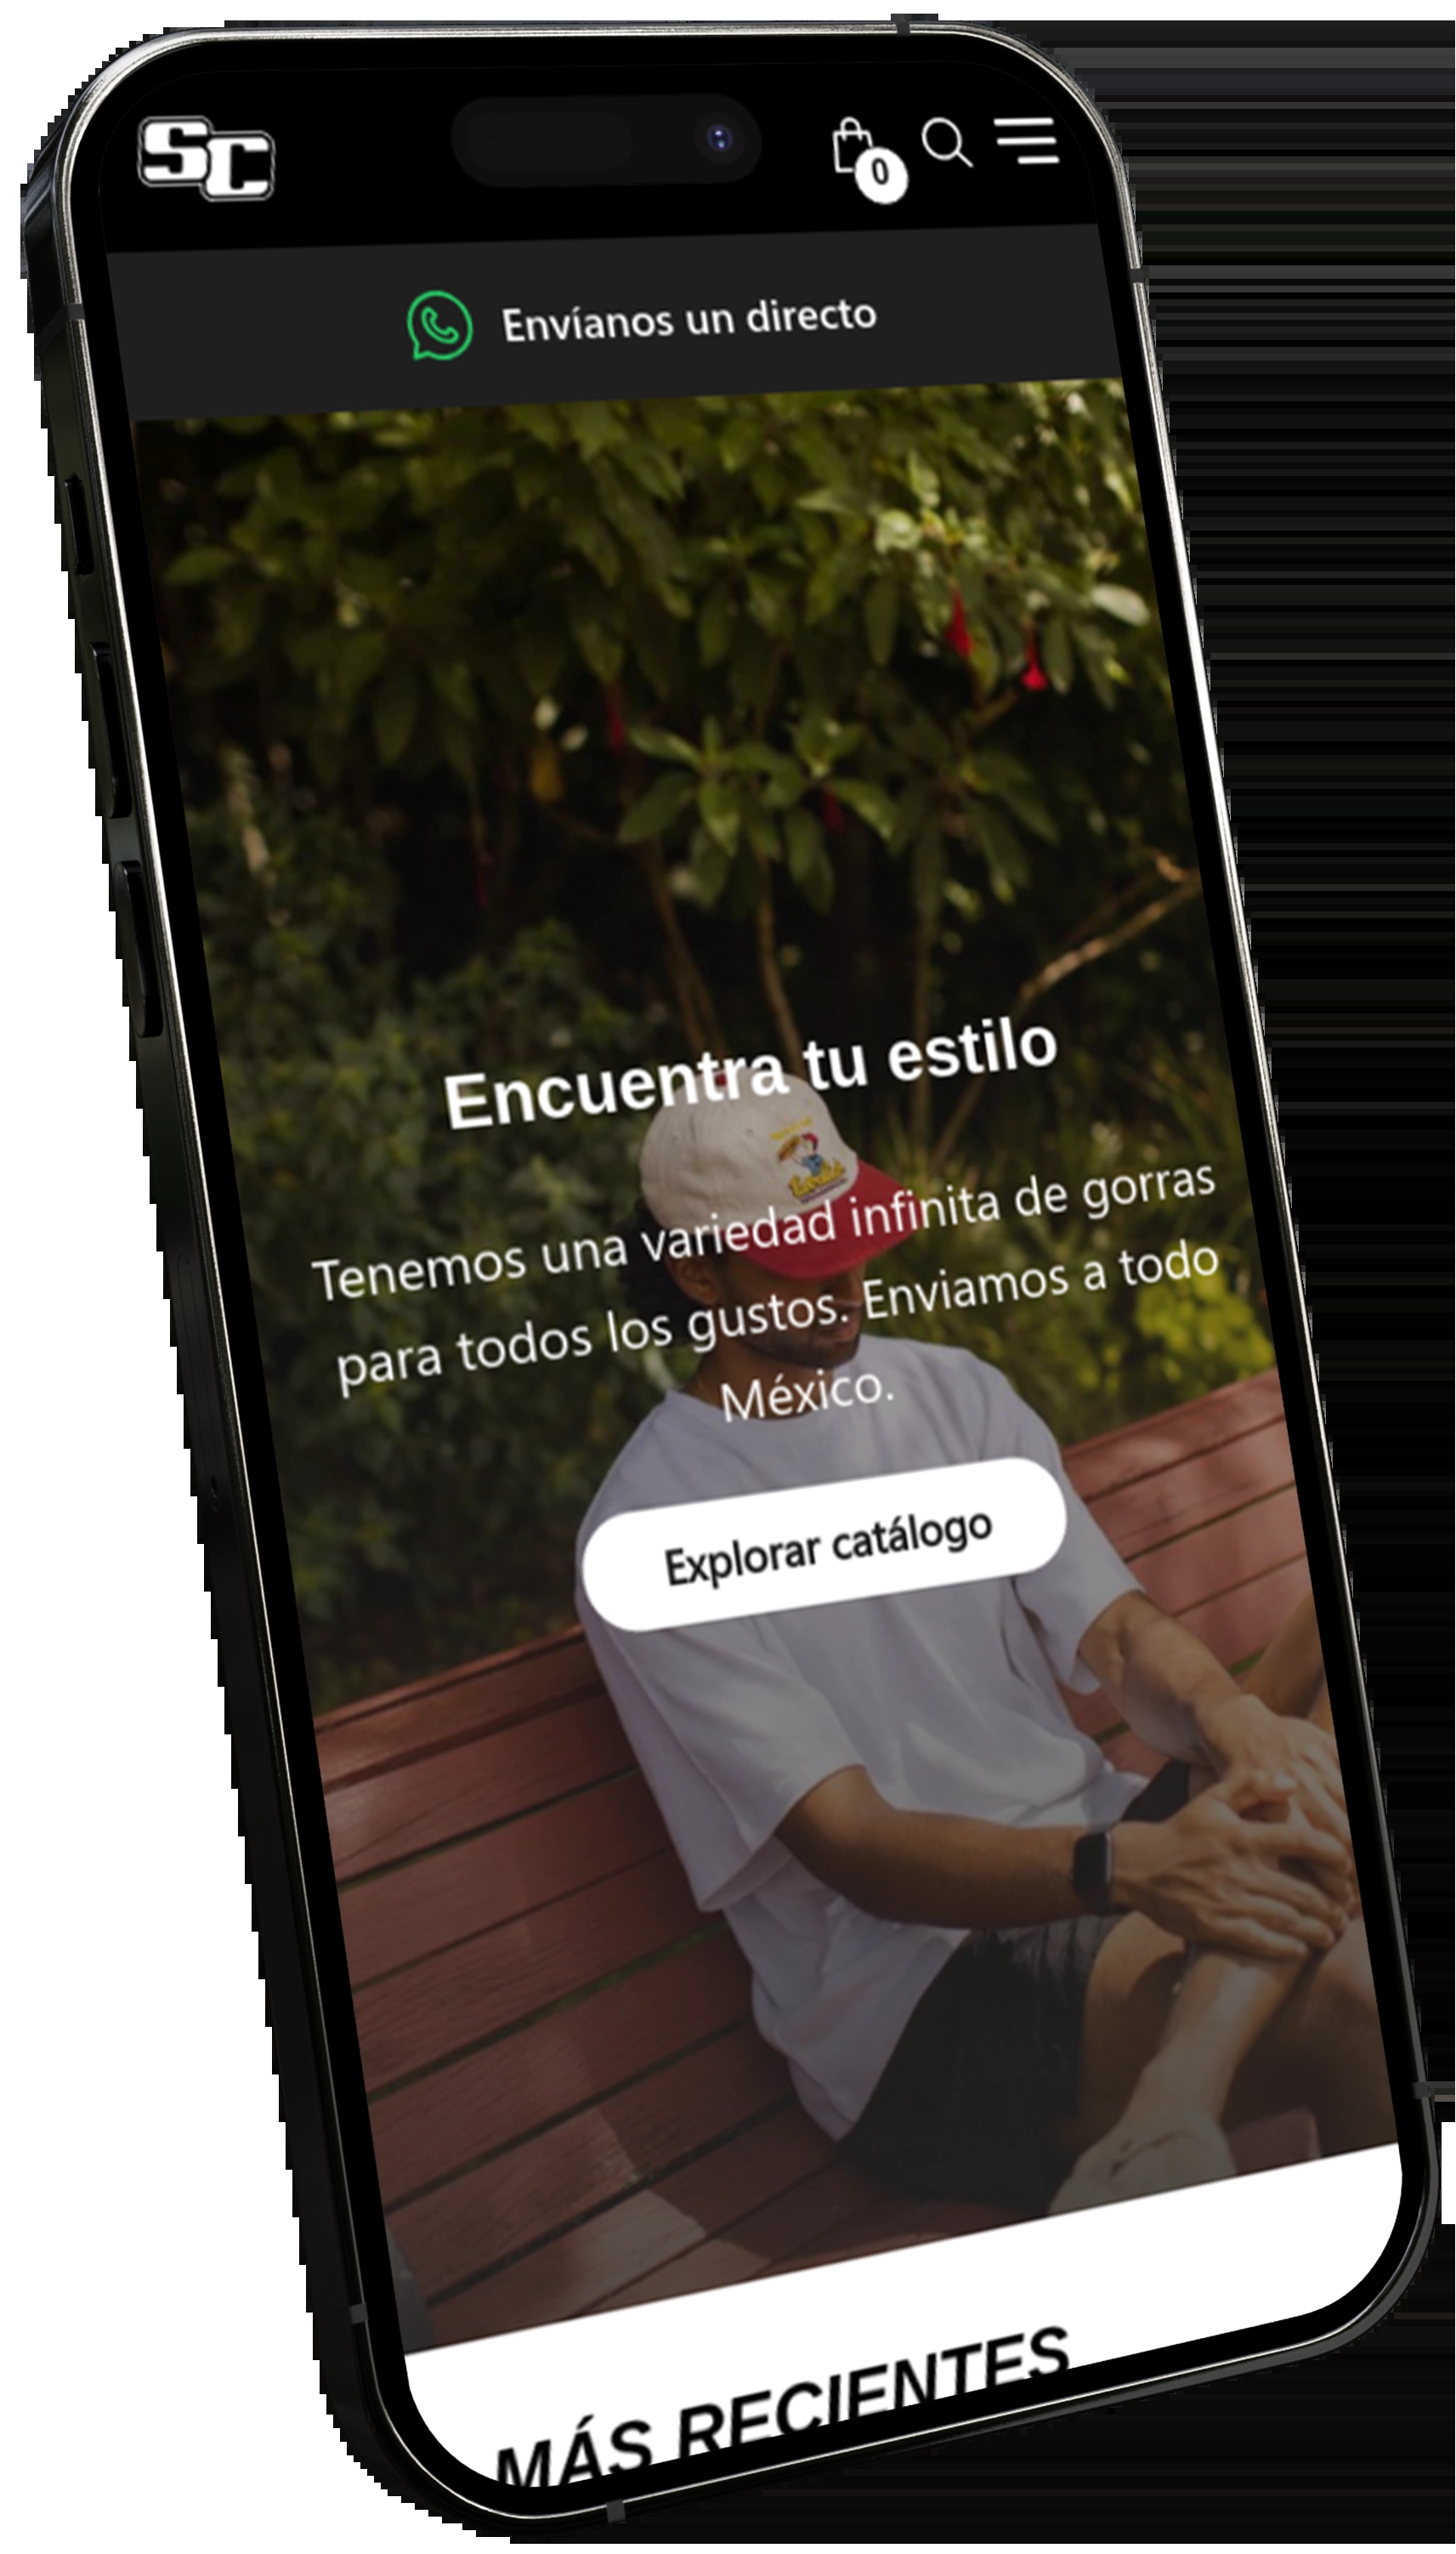 SC
0
Envíanos un directo
Encuentra tu estilo
Tenemos una variedad infinita de gorras
para todos los gustos. Enviamos a todo
México.
Explorar catálogo
MÁS RECIENTES